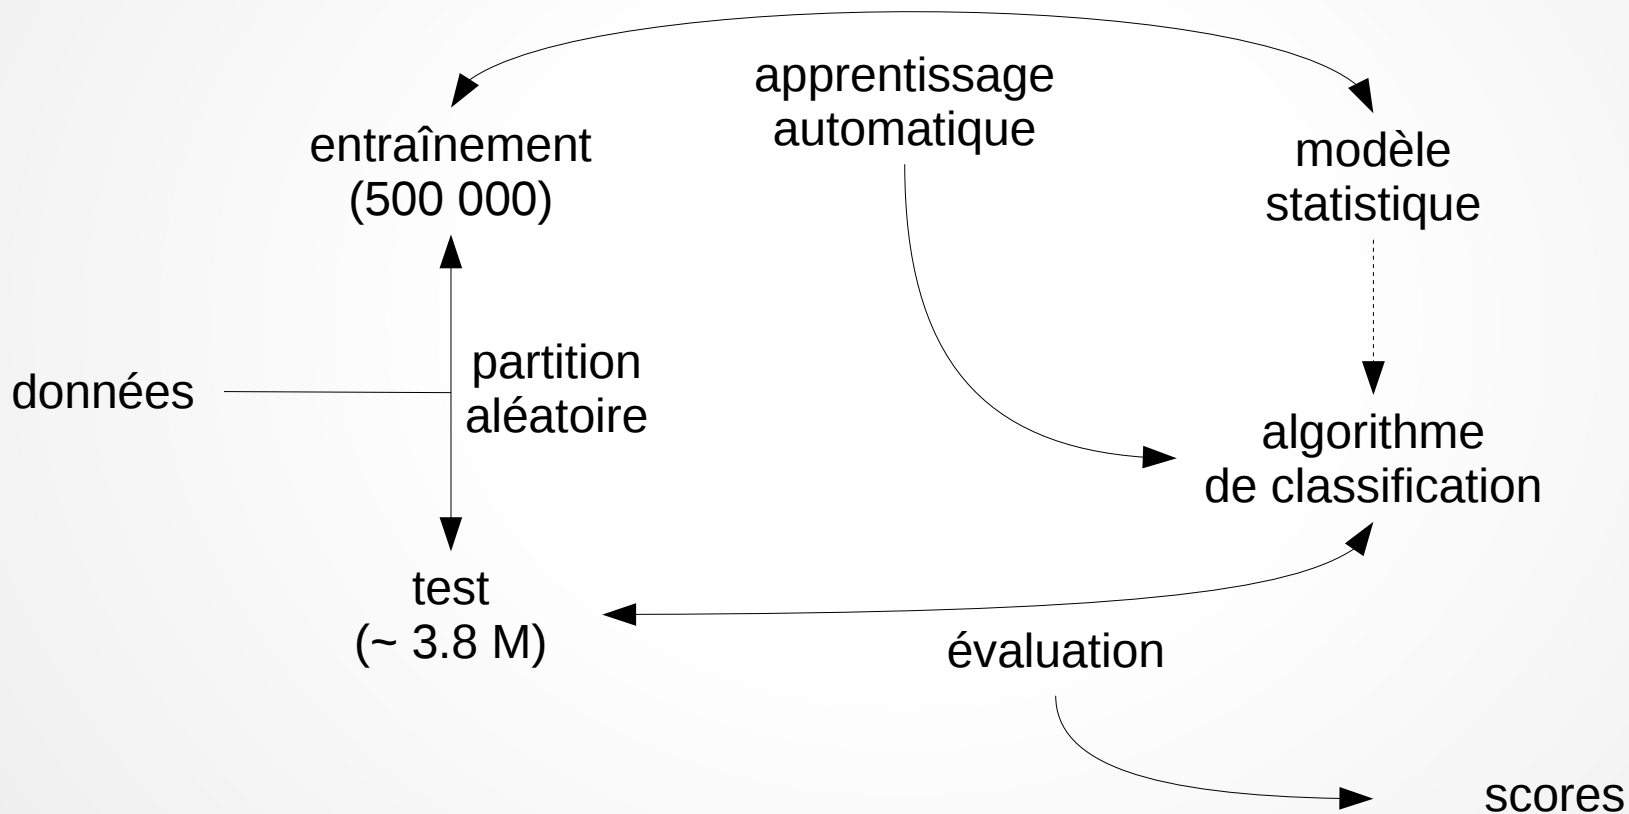 apprentissage
automatique
entraînement
(500 000)
modèle
statistique
données
partition
aléatoire
algorithme
de classification
test
(~ 3.8 M)
évaluation
scores